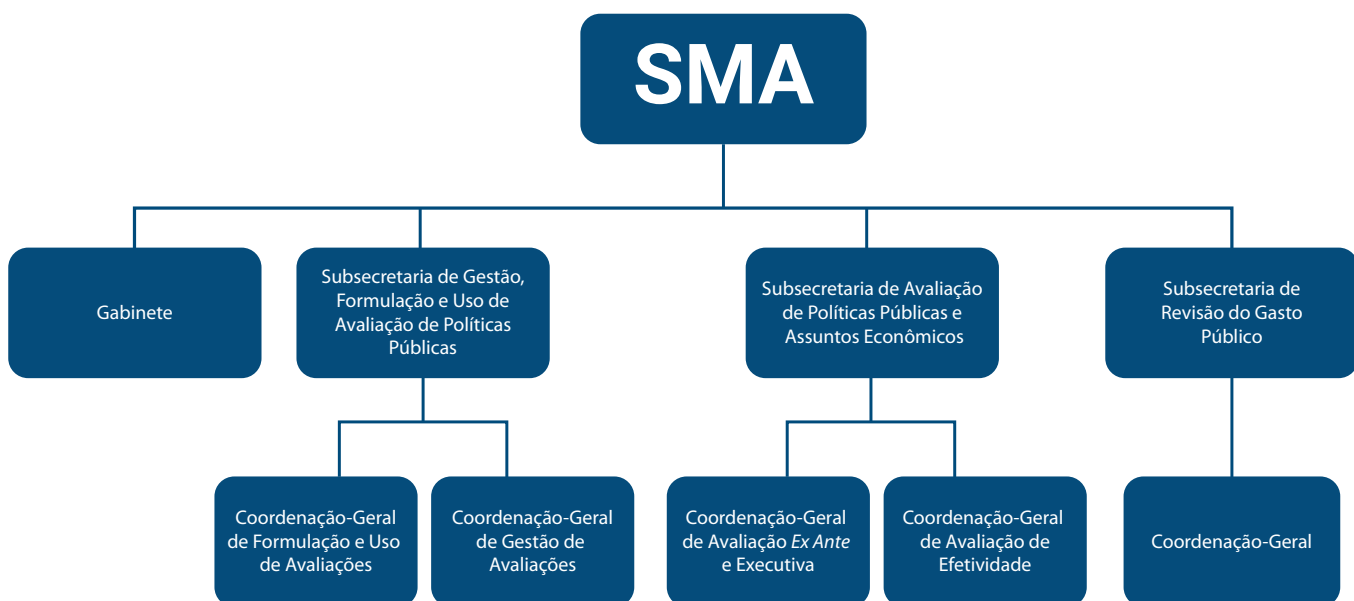 SMA
Gabinete
Subsecretaria de Gestão,
Formulação e Uso de
Avaliação de Políticas
Públicas
Subsecretaria de Avaliação
de Políticas Públicas e
Assuntos Econômicos
Subsecretaria de
Revisão do Gasto
Público
Coordenação-Geral
de Formulação e Uso
de Avaliações
Coordenação-Geral
de Gestão de
Avaliações
Coordenação-Geral
de Avaliação Ex Ante
e Executiva
Coordenação-Geral
de Avaliação de
Efetividade
Coordenação-Geral